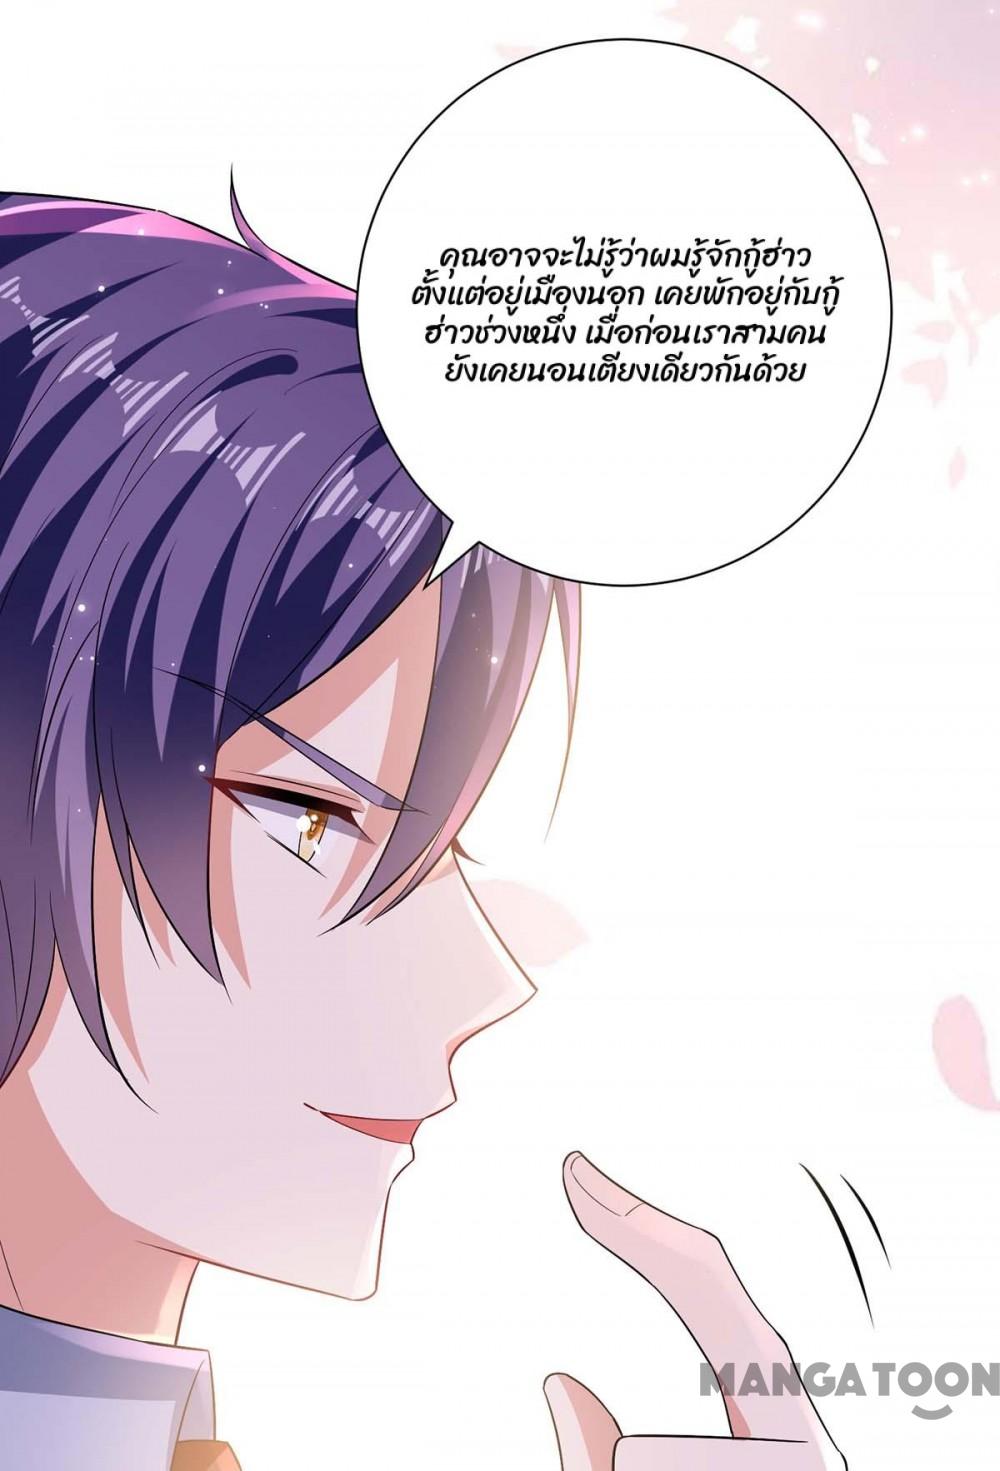 คุณอาจจะไม่รู้ว่าผมรู้จักกู้ฮ่าว
ตั้งแต่อยู่เมืองนอก เคยพักอยู่กับกู้
ฮ่าวช่วงหนึ่ง เมื่อก่อนเราสามคน
ยังเคยนอนเตียงเดียวกันด้วย
MANGATOON